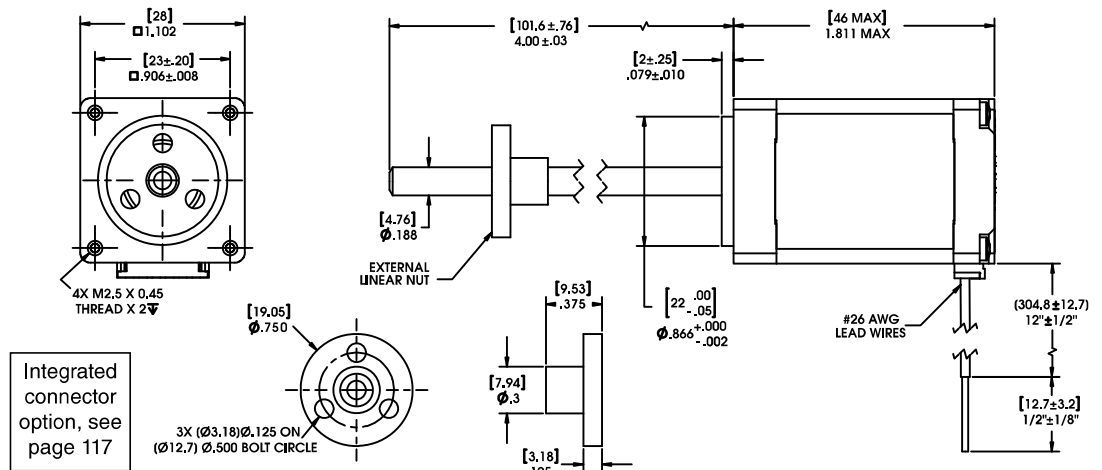 [28]
□1.102
[23±.20]
□.906±.008
4X M2.5 X 0.45
THREAD X 2↧
[101.6±.76]
4.00±.03
[46 MAX]
1.811 MAX
[2±.25]
.079±.010
[4.76]
Ø.188
EXTERNAL
LINEAR NUT
[22 .00
-.05]
Ø.866+.000
-.002
#26 AWG
LEAD WIRES
(304.8±12.7)
12"±1/2"
[12.7±3.2]
1/2"±1/8"
[19.05]
Ø.750
3X (Ø3.18)Ø.125 ON
(Ø12.7) Ø.500 BOLT CIRCLE
[9.53]
.375
[7.94]
Ø.3
[3.18]
Integrated
connector
option, see
page 117